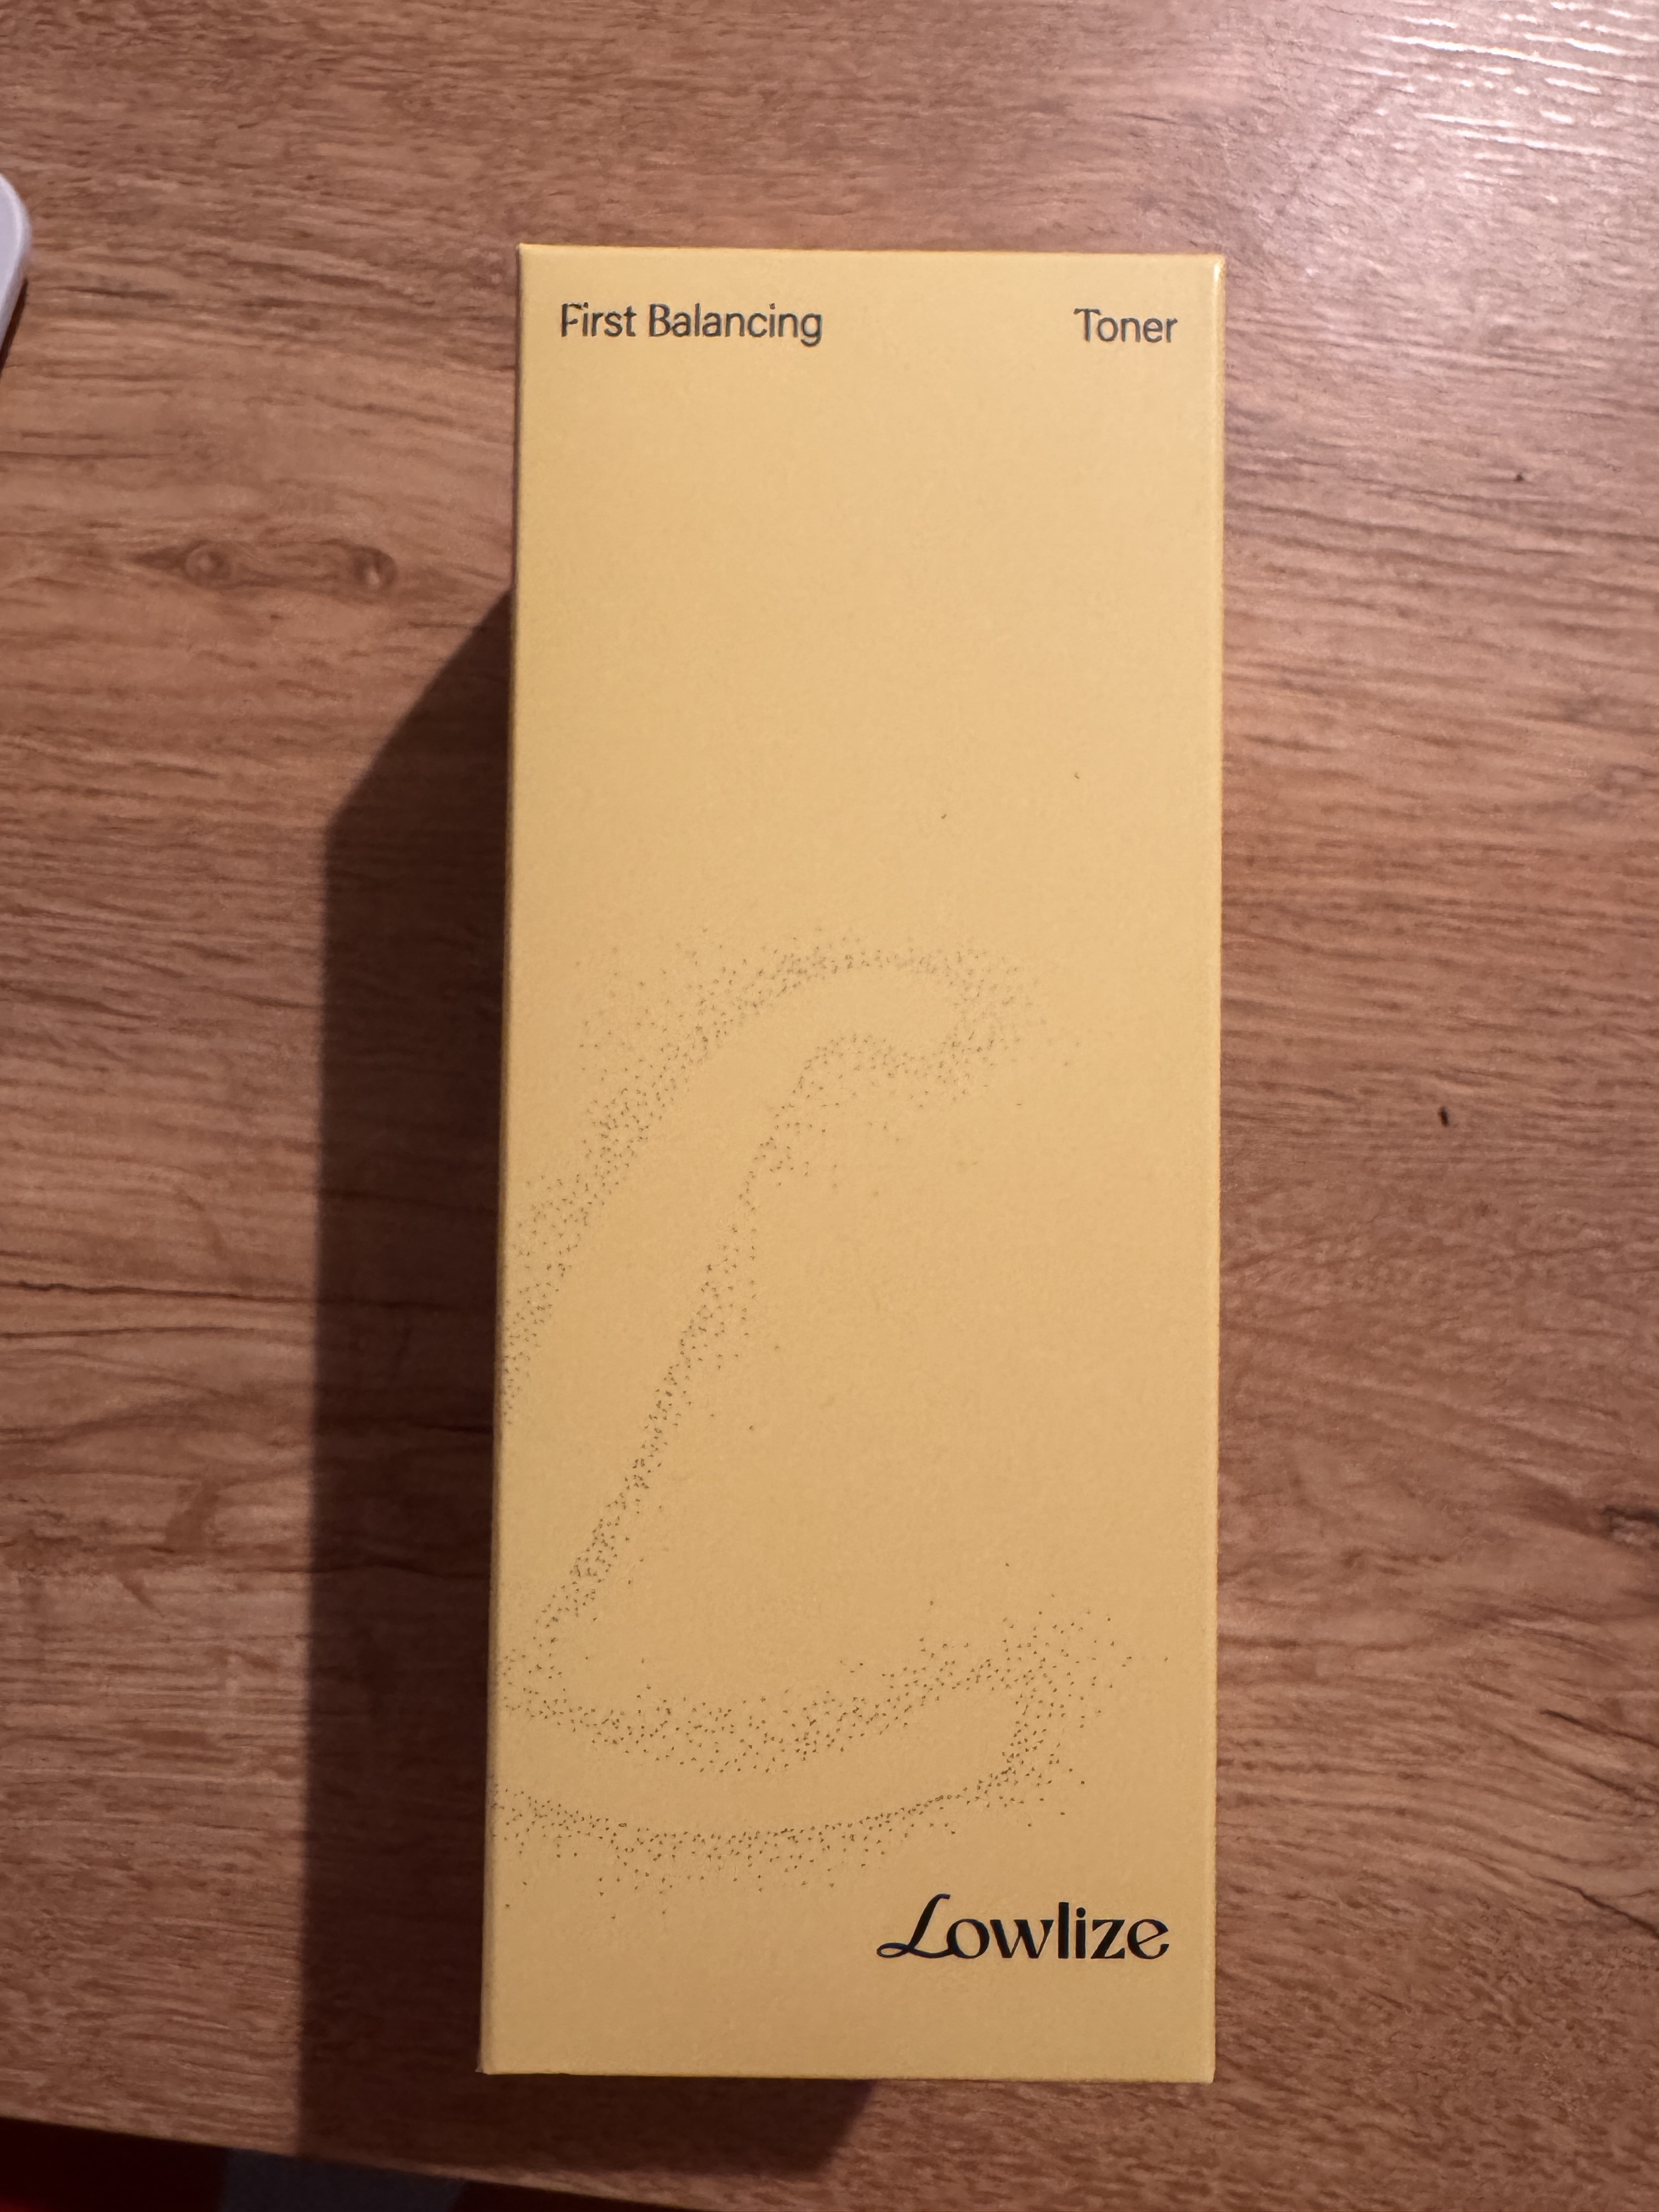 First Balancing Toner
Lowlize